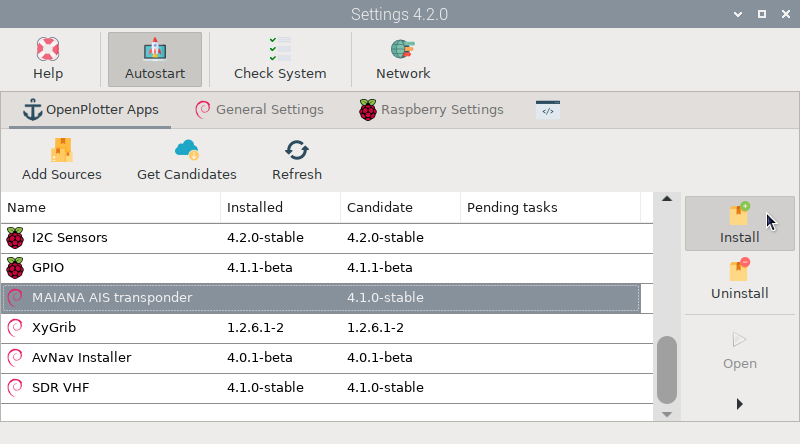 Settings 4.2.0
Help Autostart Check System Network
OpenPlotter Apps General Settings Raspberry Settings </>
Add Sources Get Candidates Refresh
Name Installed Candidate Pending tasks
I2C Sensors 4.2.0-stable 4.2.0-stable
GPIO 4.1.1-beta 4.1.1-beta
MAIANA AIS transponder 4.1.0-stable
XyGrib 1.2.6.1-2 1.2.6.1-2
AvNav Installer 4.0.1-beta 4.0.1-beta
SDR VHF 4.1.0-stable 4.1.0-stable
Install
Uninstall
Open